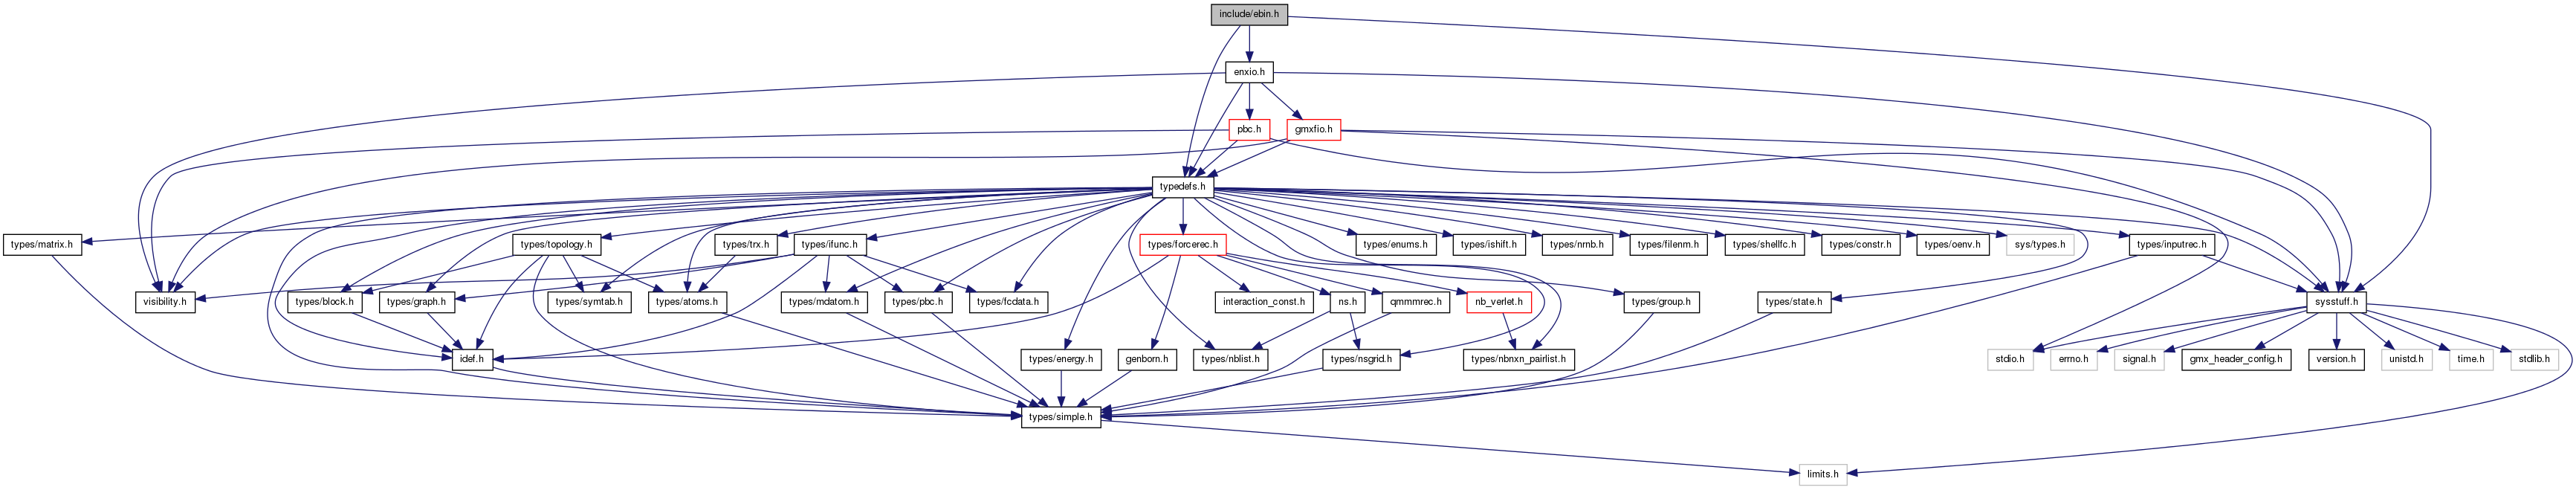 include/ebin.h
enxio.h
pbc.h
gmxfio.h
typedefs.h
types/matrix.h
types/topology.h
types/trx.h
types/ifunc.h
types/forcerec.h
types/enums.h
types/ishift.h
types/nrnb.h
types/filenm.h
types/shellfc.h
types/constr.h
types/oenv.h
sys/types.h
types/inputrec.h
visibility.h
types/block.h
types/graph.h
types/symtab.h
types/atoms.h
types/mdatom.h
types/pbc.h
types/fcdata.h
interaction_const.h
ns.h
qmmmrec.h
nb_verlet.h
types/group.h
types/state.h
sysstuff.h
idef.h
types/energy.h
genborn.h
types/nblist.h
types/nsgrid.h
types/nbnxn_pairlist.h
stdio.h
errno.h
signal.h
gmx_header_config.h
version.h
unistd.h
time.h
stdlib.h
types/simple.h
limits.h